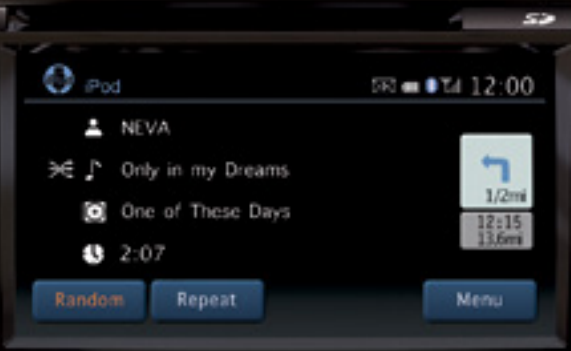 SD
iPod
12:00
NEVA
Only in my Dreams
One of These Days
2:07
1/2mi
12:15
13.6mi
Random
Repeat
Menu